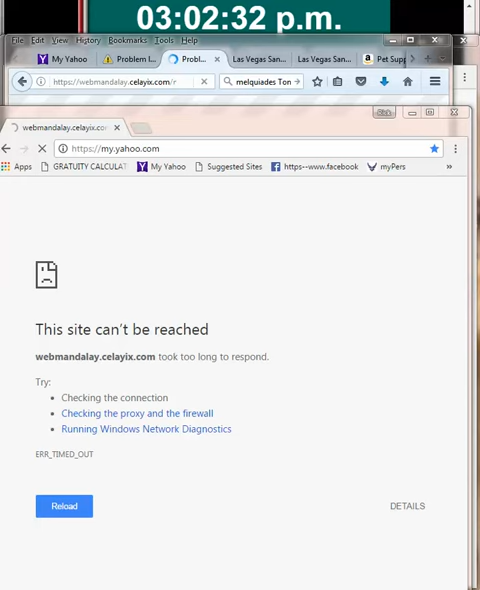 03:02:32 p.m.
File Edit View History Bookmarks Tools Help
My Yahoo Problem l... Probl... Las Vegas San... Las Vegas San... Pet Supp
https://webmandalay.celayix.com/r melquiades Ton
Rick
webmandalay.celayix.com
https://my.yahoo.com
Apps GRATUITY CALCULAT My Yahoo Suggested Sites https--www.facebook myPers »
This site can't be reached
webmandalay.celayix.com took too long to respond.
Try:
• Checking the connection
• Checking the proxy and the firewall
• Running Windows Network Diagnostics
ERR_TIMED_OUT
Reload DETAILS